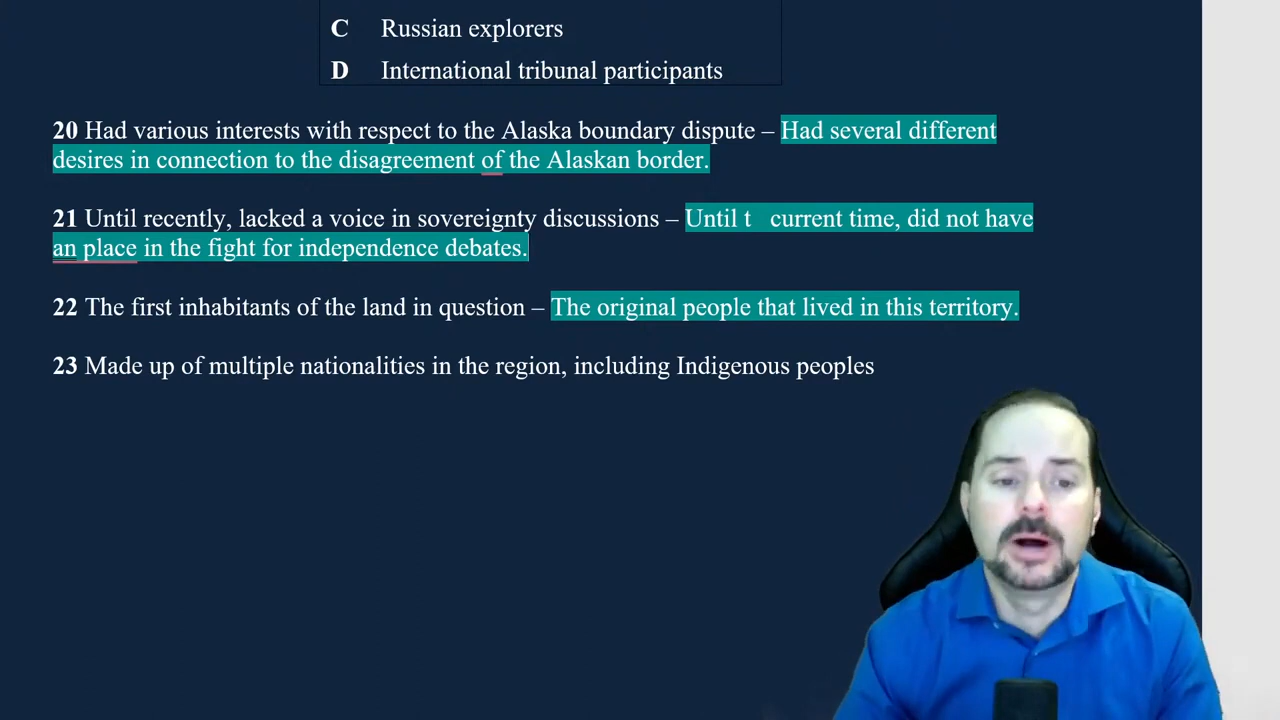 C Russian explorers
D International tribunal participants
20 Had various interests with respect to the Alaska boundary dispute – Had several different
desires in connection to the disagreement of the Alaskan border.
21 Until recently, lacked a voice in sovereignty discussions – Until t current time, did not have
an place in the fight for independence debates.
22 The first inhabitants of the land in question – The original people that lived in this territory.
23 Made up of multiple nationalities in the region, including Indigenous peoples